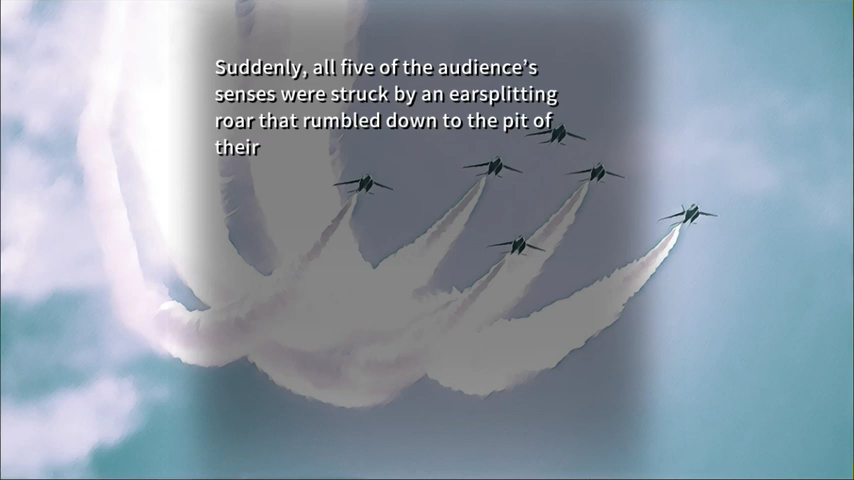 Suddenly, all five of the audience’s
senses were struck by an earsplitting
roar that rumbled down to the pit of
their